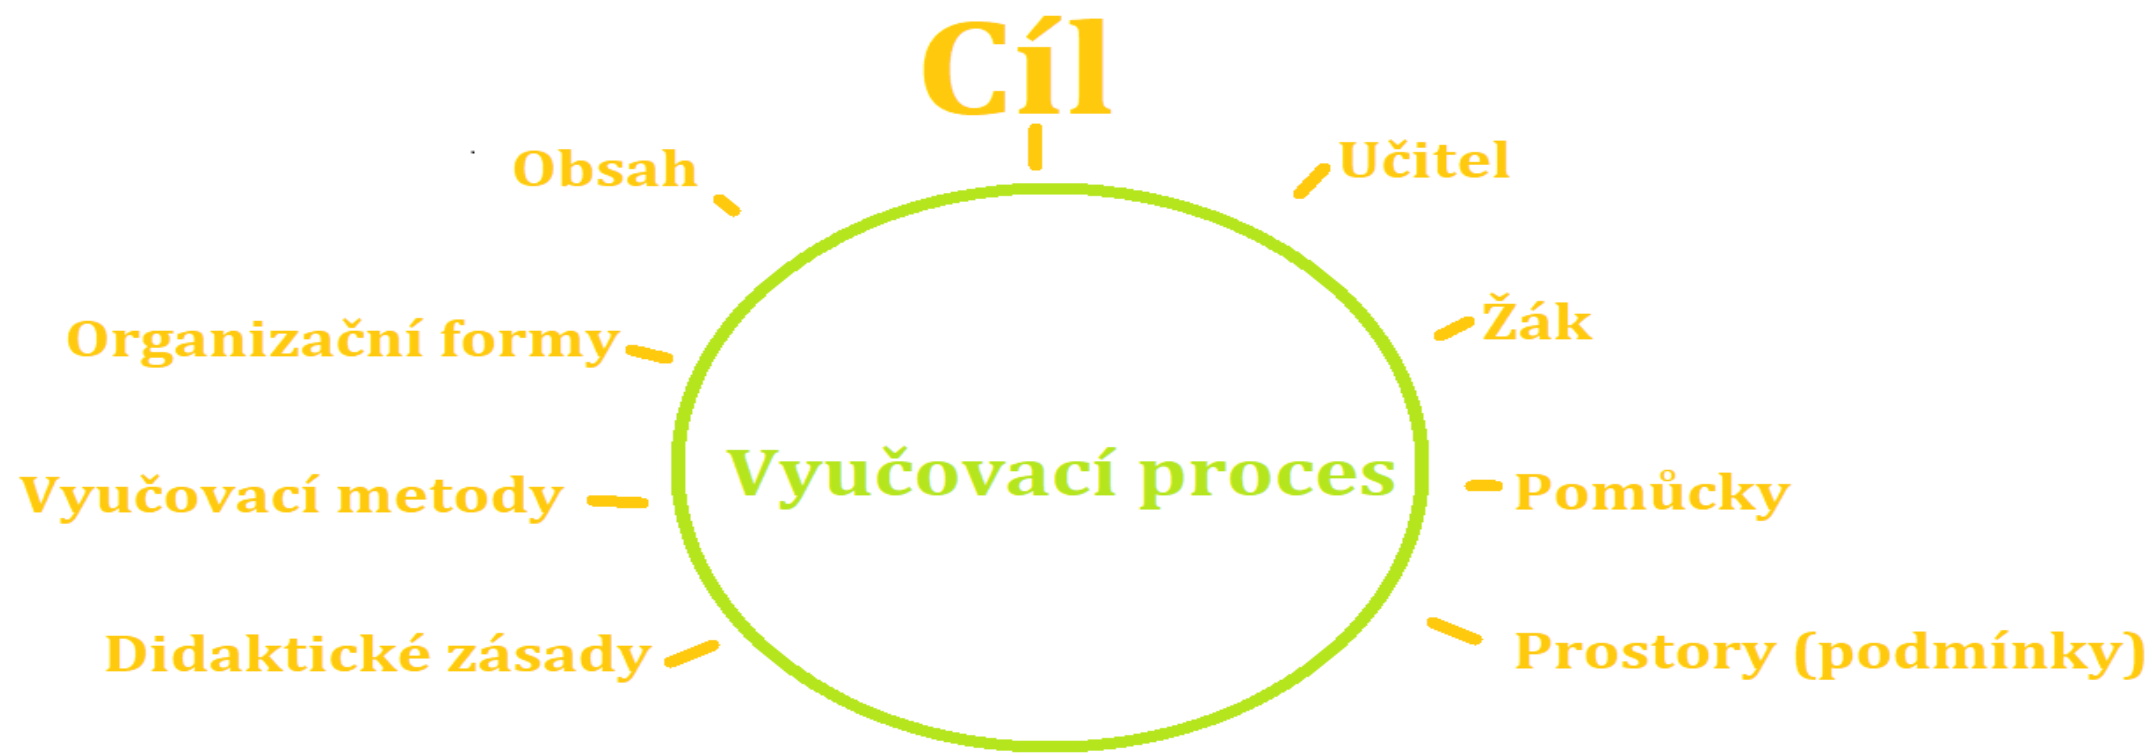 Cíl
Obsah
Učitel
Organizační formy
Žák
Vyučovací metody
Vyučovací proces
Pomůcky
Didaktické zásady
Prostory (podmínky)